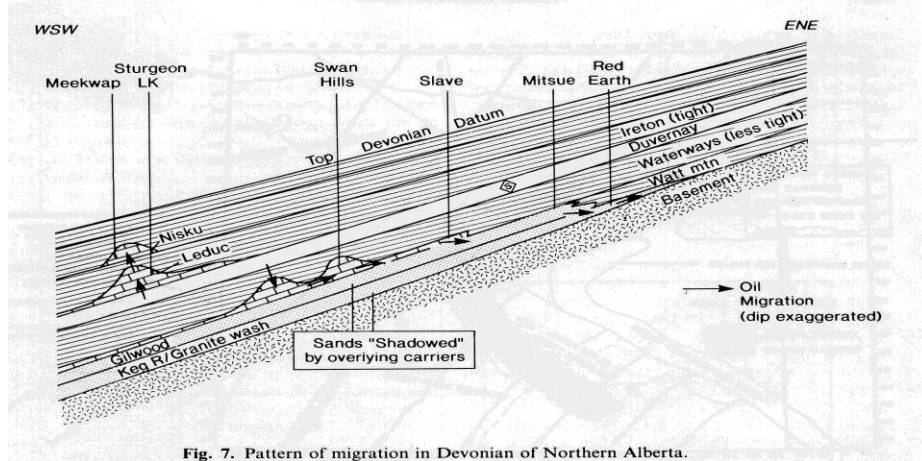 WSW
ENE
Meekwap
Sturgeon
LK
Swan
Hills
Slave
Mitsue
Red
Earth
Top Devonian Datum
Ireton (tight)
Duvernay
Waterways (less tight)
Watt mtn
Basement
S
Nisku
Leduc
Gilwood
Keg R/Granite wash
Sands "Shadowed"
by overlying carriers
Oil
Migration
(dip exaggerated)
Fig. 7. Pattern of migration in Devonian of Northern Alberta.